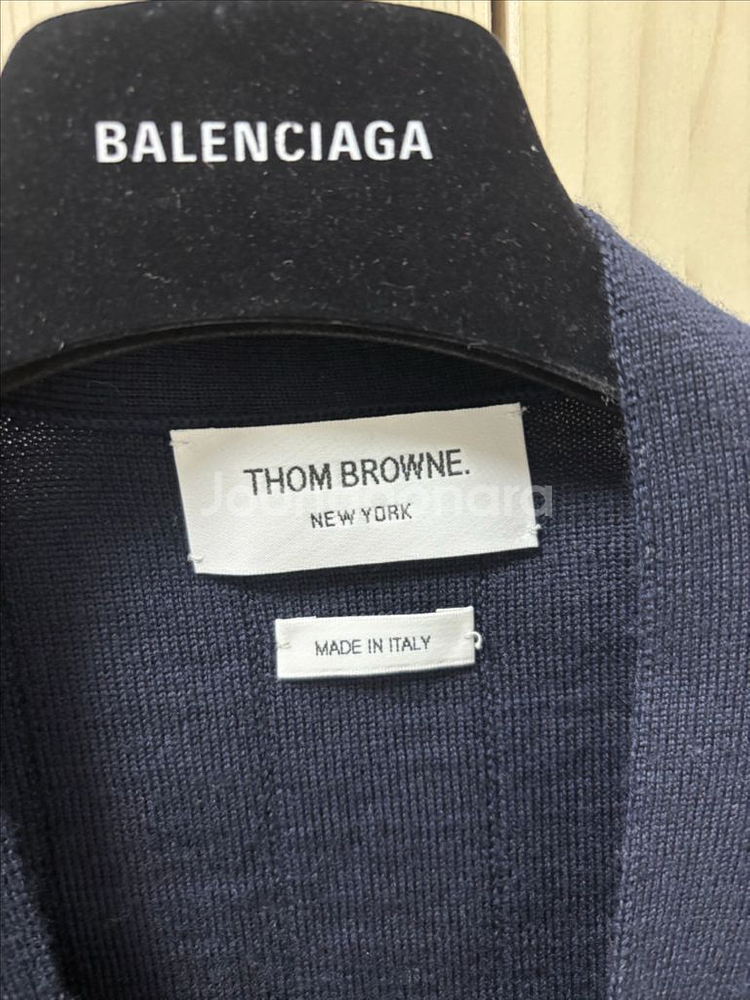 BALENCIAGA
THOM BROWNE.
NEW YORK
MADE IN ITALY